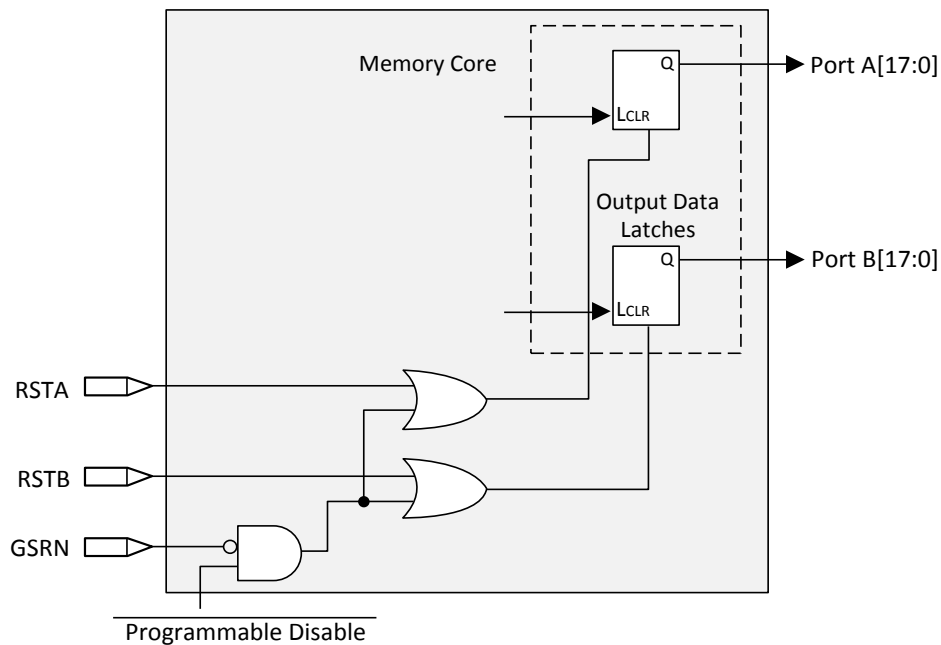 Memory Core
Q
Port A[17:0]
LCLR
Output Data
Latches
Q
Port B[17:0]
LCLR
RSTA
RSTB
GSRN
Programmable Disable